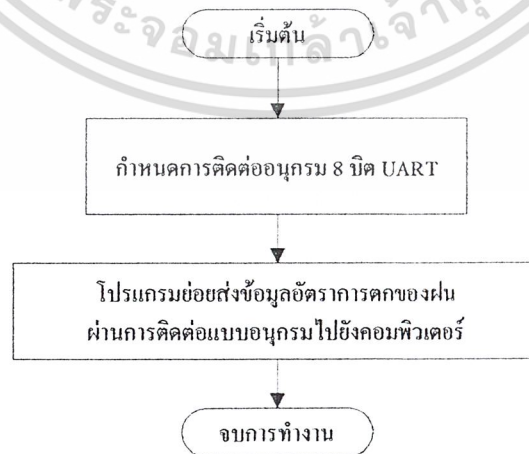 เริ่มต้น
กำหนดการติดต่ออนุกรม 8 บิต UART
โปรแกรมย่อยส่งข้อมูลอัตราการตกของฝน
ผ่านการติดต่อแบบอนุกรมไปยังคอมพิวเตอร์
จบการทำงาน